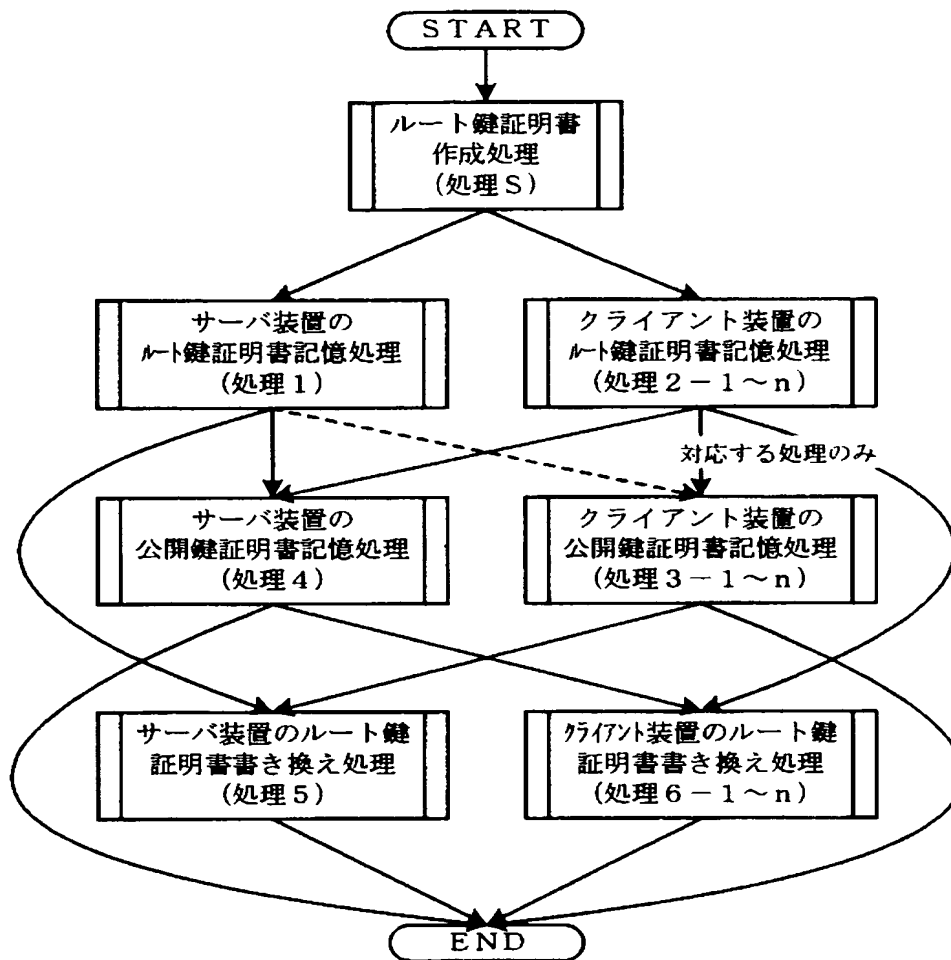 START
ルート鍵証明書
作成処理
(処理S)
サーバ装置の
ルート鍵証明書記憶処理
(処理1)
クライアント装置の
ルート鍵証明書記憶処理
(処理2-1~n)
対応する処理のみ
サーバ装置の
公開鍵証明書記憶処理
(処理4)
クライアント装置の
公開鍵証明書記憶処理
(処理3-1~n)
サーバ装置のルート鍵
証明書書き換え処理
(処理5)
クライアント装置のルート鍵
証明書書き換え処理
(処理6-1~n)
END